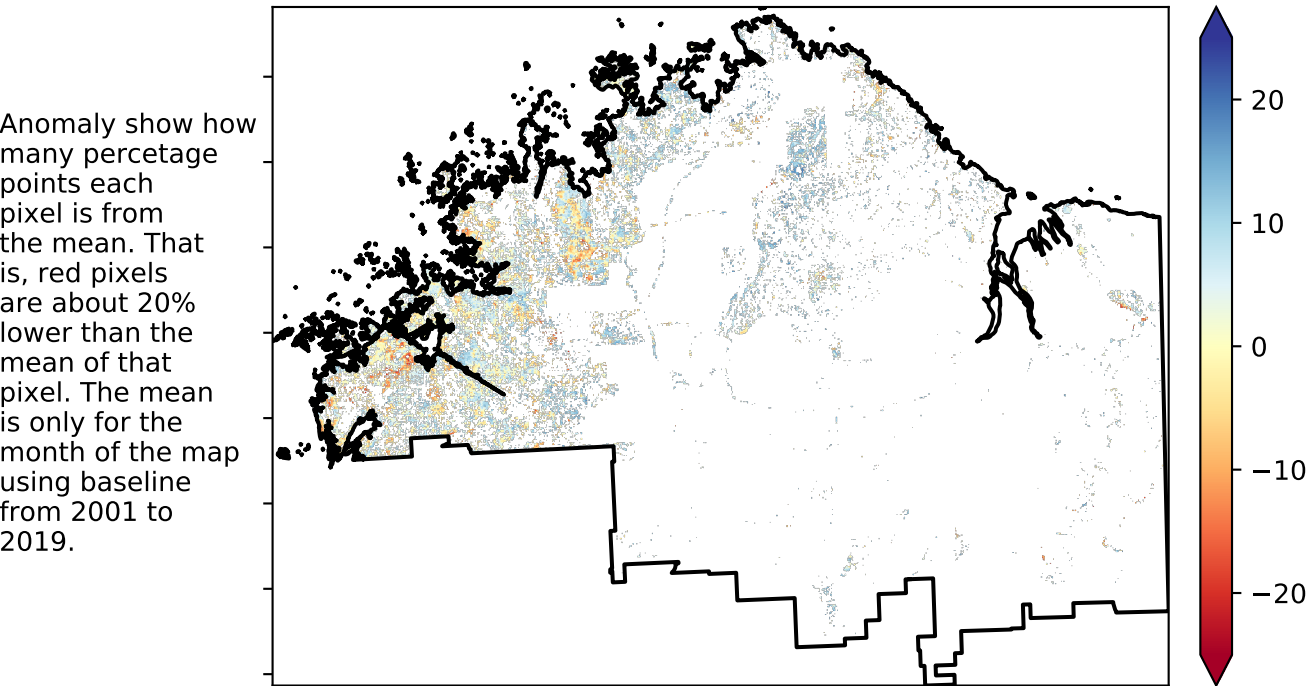 Anomaly show how
many percetage
points each
pixel is from
the mean. That
is, red pixels
are about 20%
lower than the
mean of that
pixel. The mean
is only for the
month of the map
using baseline
from 2001 to
2019.
20
10
0
−10
−20